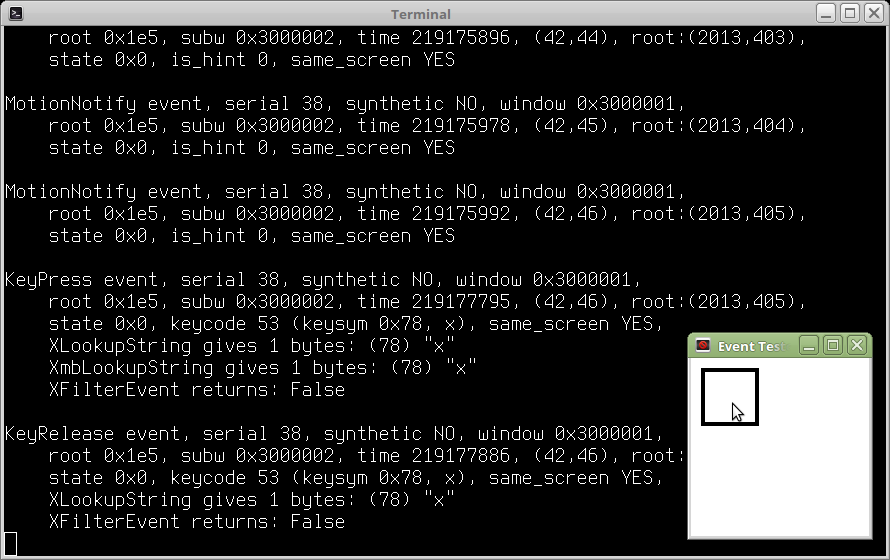 Terminal
root 0x1e5, subw 0x3000002, time 219175896, (42,44), root:(2013,403),
state 0x0, is_hint 0, same_screen YES
MotionNotify event, serial 38, synthetic NO, window 0x3000001,
root 0x1e5, subw 0x3000002, time 219175978, (42,45), root:(2013,404),
state 0x0, is_hint 0, same_screen YES
MotionNotify event, serial 38, synthetic NO, window 0x3000001,
root 0x1e5, subw 0x3000002, time 219175992, (42,46), root:(2013,405),
state 0x0, is_hint 0, same_screen YES
KeyPress event, serial 38, synthetic NO, window 0x3000001,
root 0x1e5, subw 0x3000002, time 219177795, (42,46), root:(2013,405),
state 0x0, keycode 53 (keysym 0x78, x), same_screen YES,
XLookupString gives 1 bytes: (78) "x"
XmbLookupString gives 1 bytes: (78) "x"
XFilterEvent returns: False
KeyRelease event, serial 38, synthetic NO, window 0x3000001,
root 0x1e5, subw 0x3000002, time 219177886, (42,46), root:
state 0x0, keycode 53 (keysym 0x78, x), same_screen YES,
XLookupString gives 1 bytes: (78) "x"
XFilterEvent returns: False
Event Teste